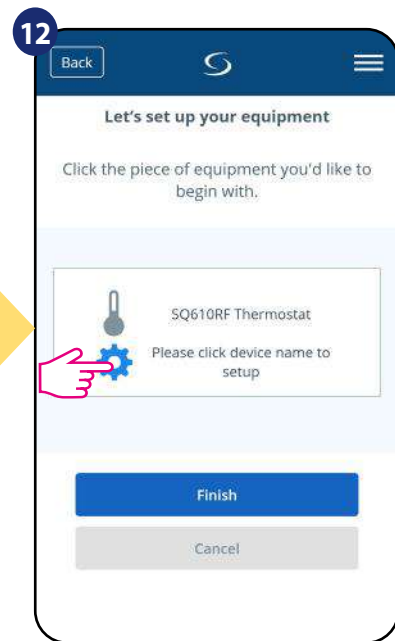 12
Back
Let's set up your equipment
Click the piece of equipment you'd like to
begin with.
SQ610RF Thermostat
Please click device name to
setup
Finish
Cancel